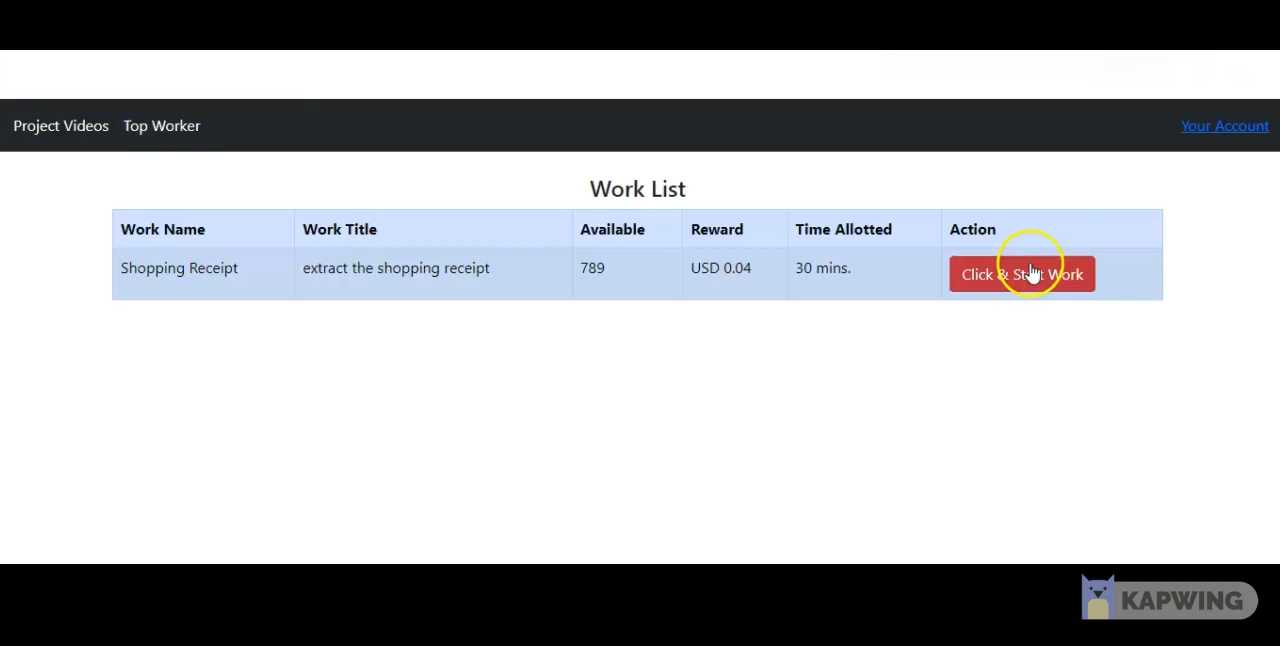 Project Videos Top Worker Your Account
Work List
Work Name Work Title Available Reward Time Allotted Action
Shopping Receipt extract the shopping receipt 789 USD 0.04 30 mins. Click & Start Work
KAPWING